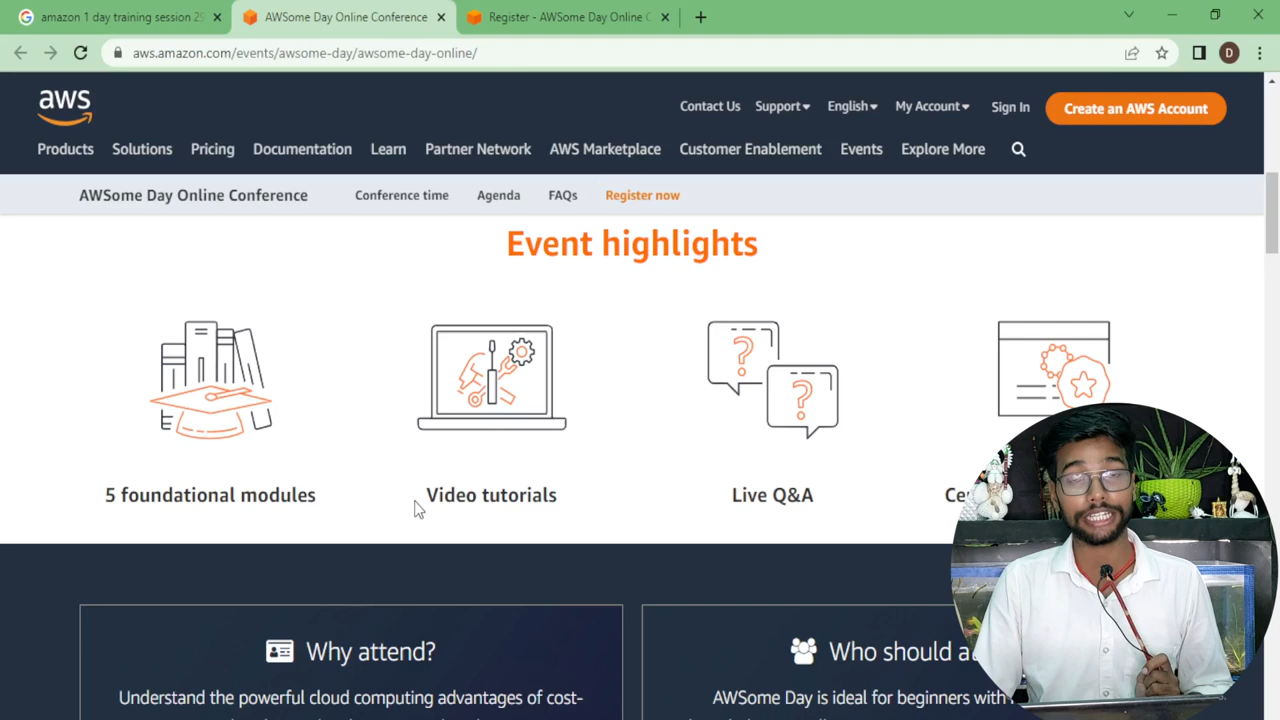 amazon 1 day training session 29
AWSome Day Online Conference
Register - AWSome Day Online C
aws.amazon.com/events/awsome-day/awsome-day-online/
D
aws
Contact Us Support English My Account Sign In Create an AWS Account
Products Solutions Pricing Documentation Learn Partner Network AWS Marketplace Customer Enablement Events Explore More
AWSome Day Online Conference Conference time Agenda FAQs Register now
Event highlights
5 foundational modules
Video tutorials
Live Q&A
Why attend?
Understand the powerful cloud computing advantages of cost-
Who should a
AWSome Day is ideal for beginners with